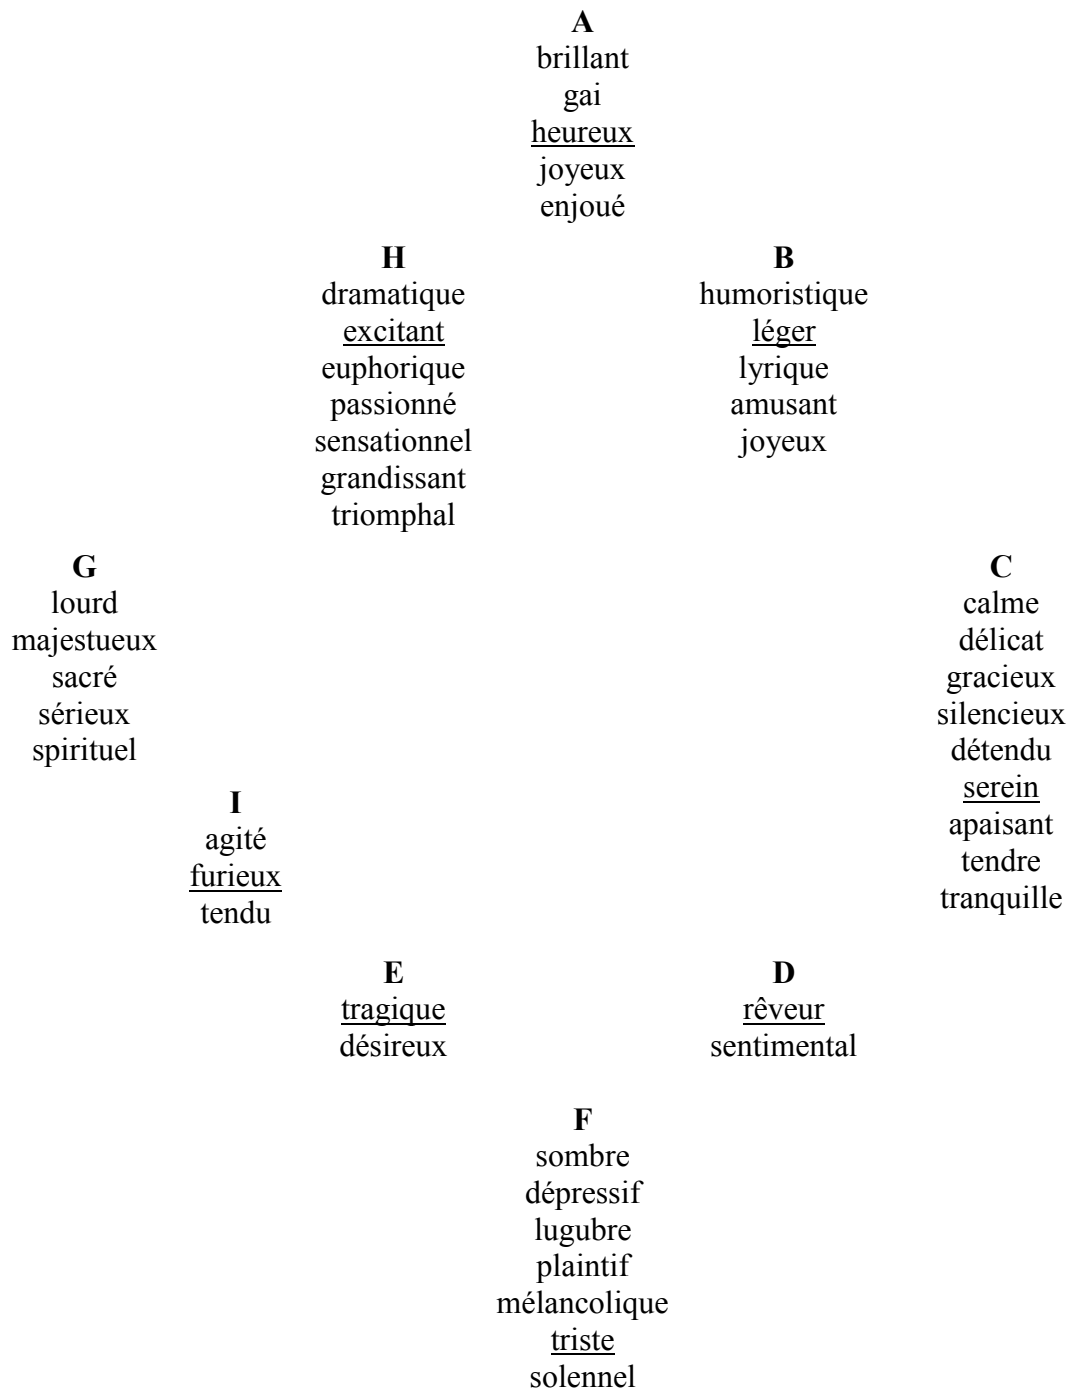 A
brillant
gai
heureux
joyeux
enjoué
H
dramatique
excitant
euphorique
passionné
sensationnel
grandissant
triomphal
B
humoristique
léger
lyrique
amusant
joyeux
G
lourd
majestueux
sacré
sérieux
spirituel
C
calme
délicat
gracieux
silencieux
détendu
serein
apaisant
tendre
tranquille
I
agité
furieux
tendu
E
tragique
désireux
D
rêveur
sentimental
F
sombre
dépressif
lugubre
plaintif
mélancolique
triste
solennel